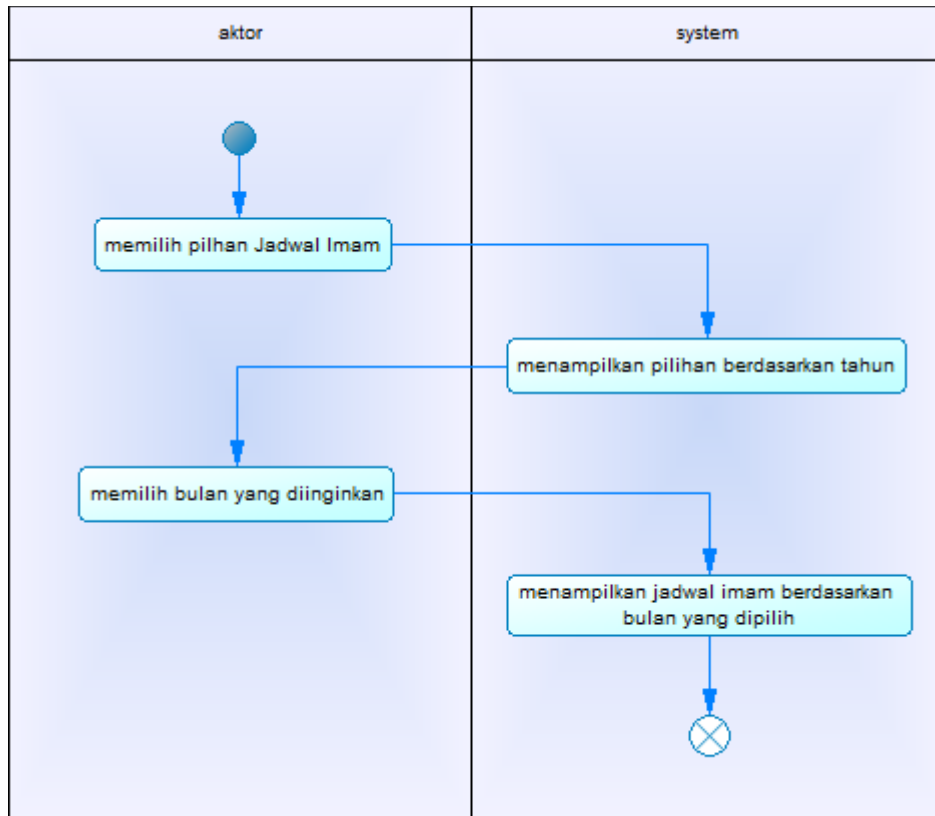 aktor
system
memilih pilhan Jadwal Imam
menampilkan pilihan berdasarkan tahun
memilih bulan yang diinginkan
menampilkan jadwal imam berdasarkan
bulan yang dipilih